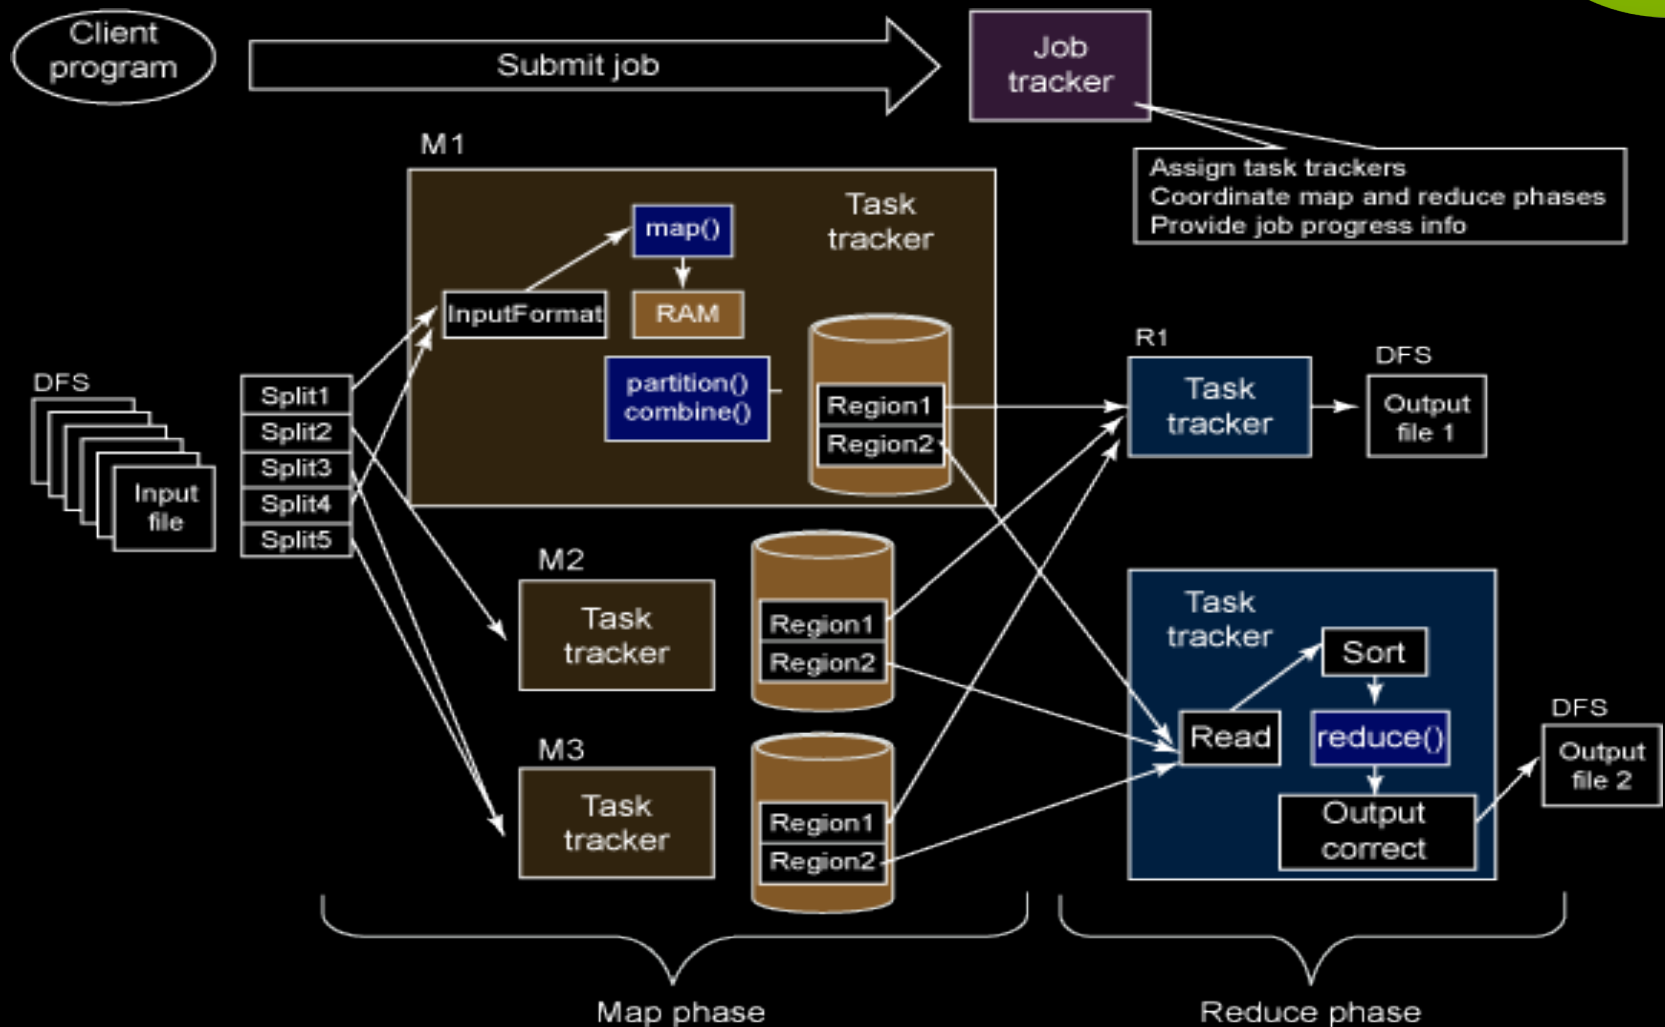 Client
program
Submit job
Job
tracker
Assign task trackers
Coordinate map and reduce phases
Provide job progress info
M1
Task
tracker
map()
InputFormat
RAM
partition()
combine()
Region1
Region2
DFS
Input
file
Split1
Split2
Split3
Split4
Split5
M2
Task
tracker
Region1
Region2
M3
Task
tracker
Region1
Region2
R1
Task
tracker
DFS
Output
file 1
Task
tracker
Sort
Read
reduce()
Output
correct
DFS
Output
file 2
Map phase
Reduce phase